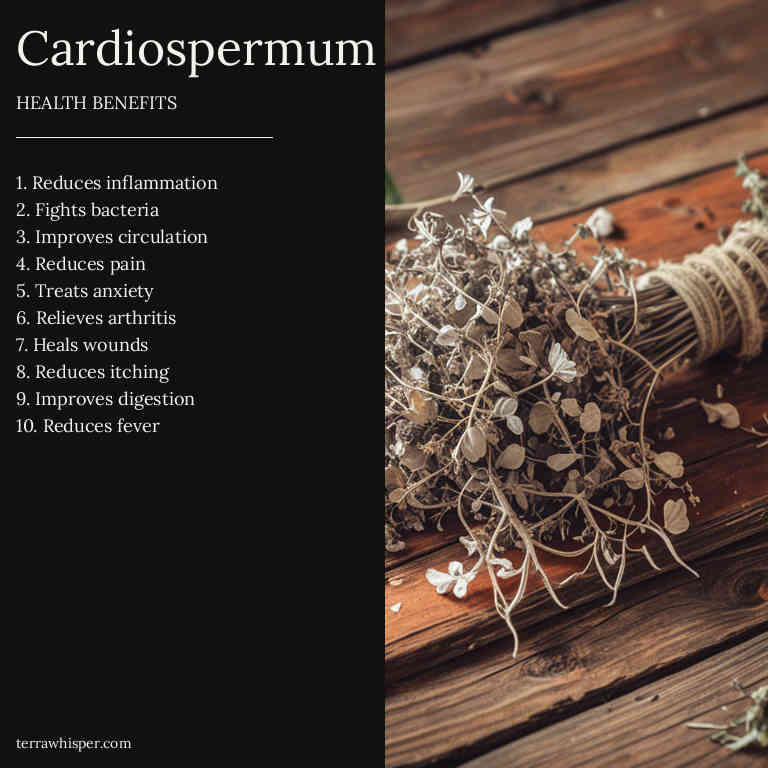 Cardiospermum
HEALTH BENEFITS
1. Reduces inflammation
2. Fights bacteria
3. Improves circulation
4. Reduces pain
5. Treats anxiety
6. Relieves arthritis
7. Heals wounds
8. Reduces itching
9. Improves digestion
10. Reduces fever
terrawhisper.com